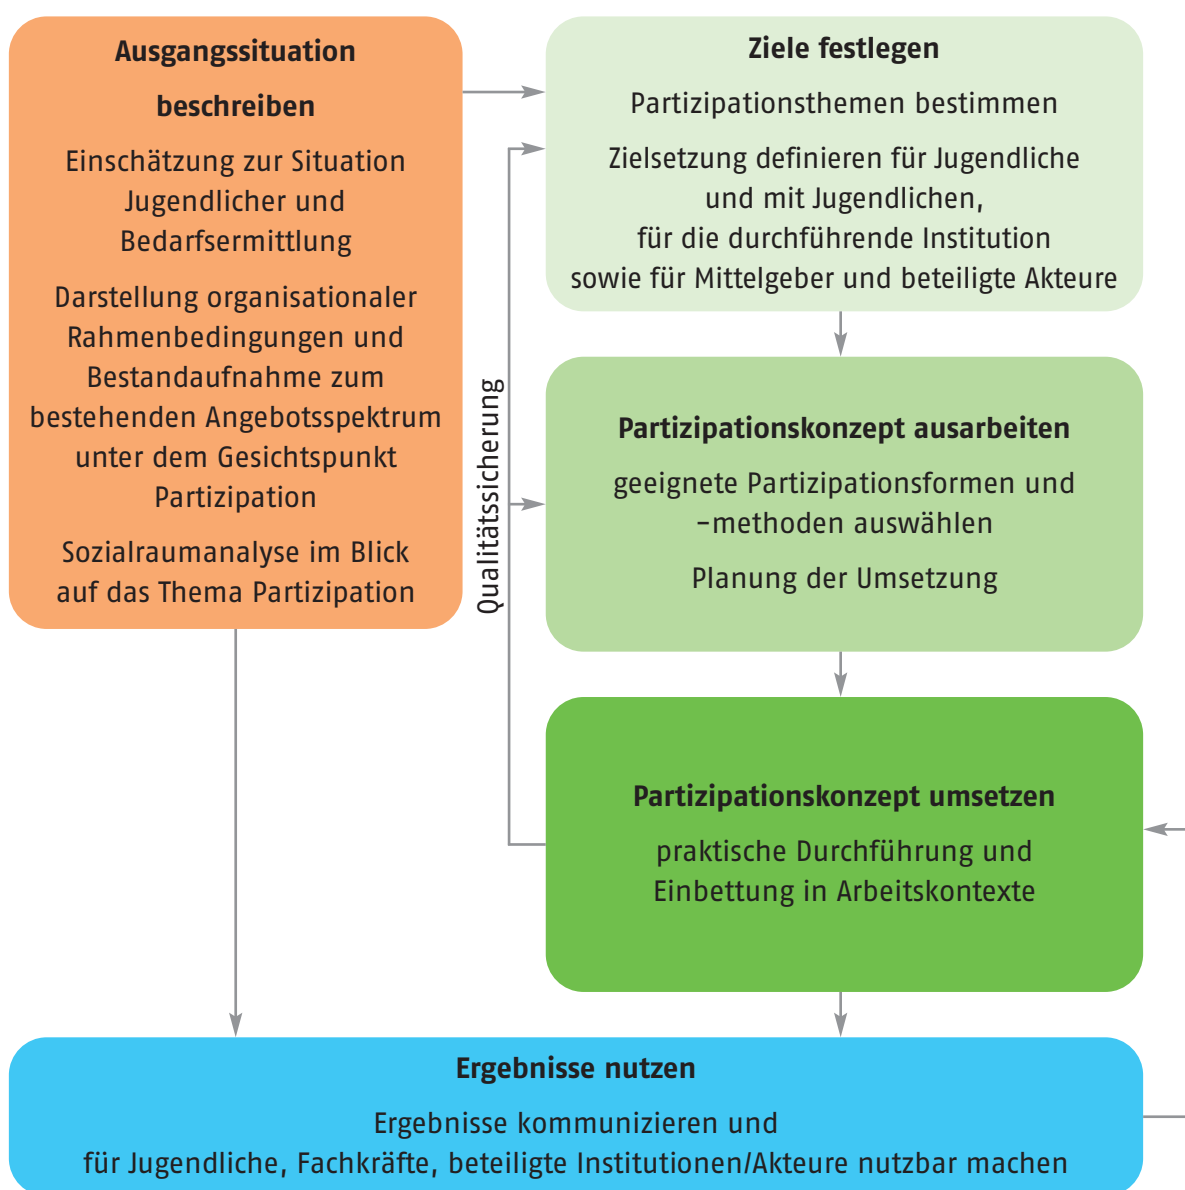 Ausgangssituation
beschreiben
Einschätzung zur Situation
Jugendlicher und
Bedarfsermittlung
Darstellung organisationaler
Rahmenbedingungen und
Bestandaufnahme zum
bestehenden Angebotsspektrum
unter dem Gesichtspunkt
Partizipation
Sozialraumanalyse im Blick
auf das Thema Partizipation
Qualitätssicherung
Ziele festlegen
Partizipationsthemen bestimmen
Zielsetzung definieren für Jugendliche
und mit Jugendlichen,
für die durchführende Institution
sowie für Mittelgeber und beteiligte Akteure
Partizipationskonzept ausarbeiten
geeignete Partizipationsformen und
-methoden auswählen
Planung der Umsetzung
Partizipationskonzept umsetzen
praktische Durchführung und
Einbettung in Arbeitskontexte
Ergebnisse nutzen
Ergebnisse kommunizieren und
für Jugendliche, Fachkräfte, beteiligte Institutionen/Akteure nutzbar machen